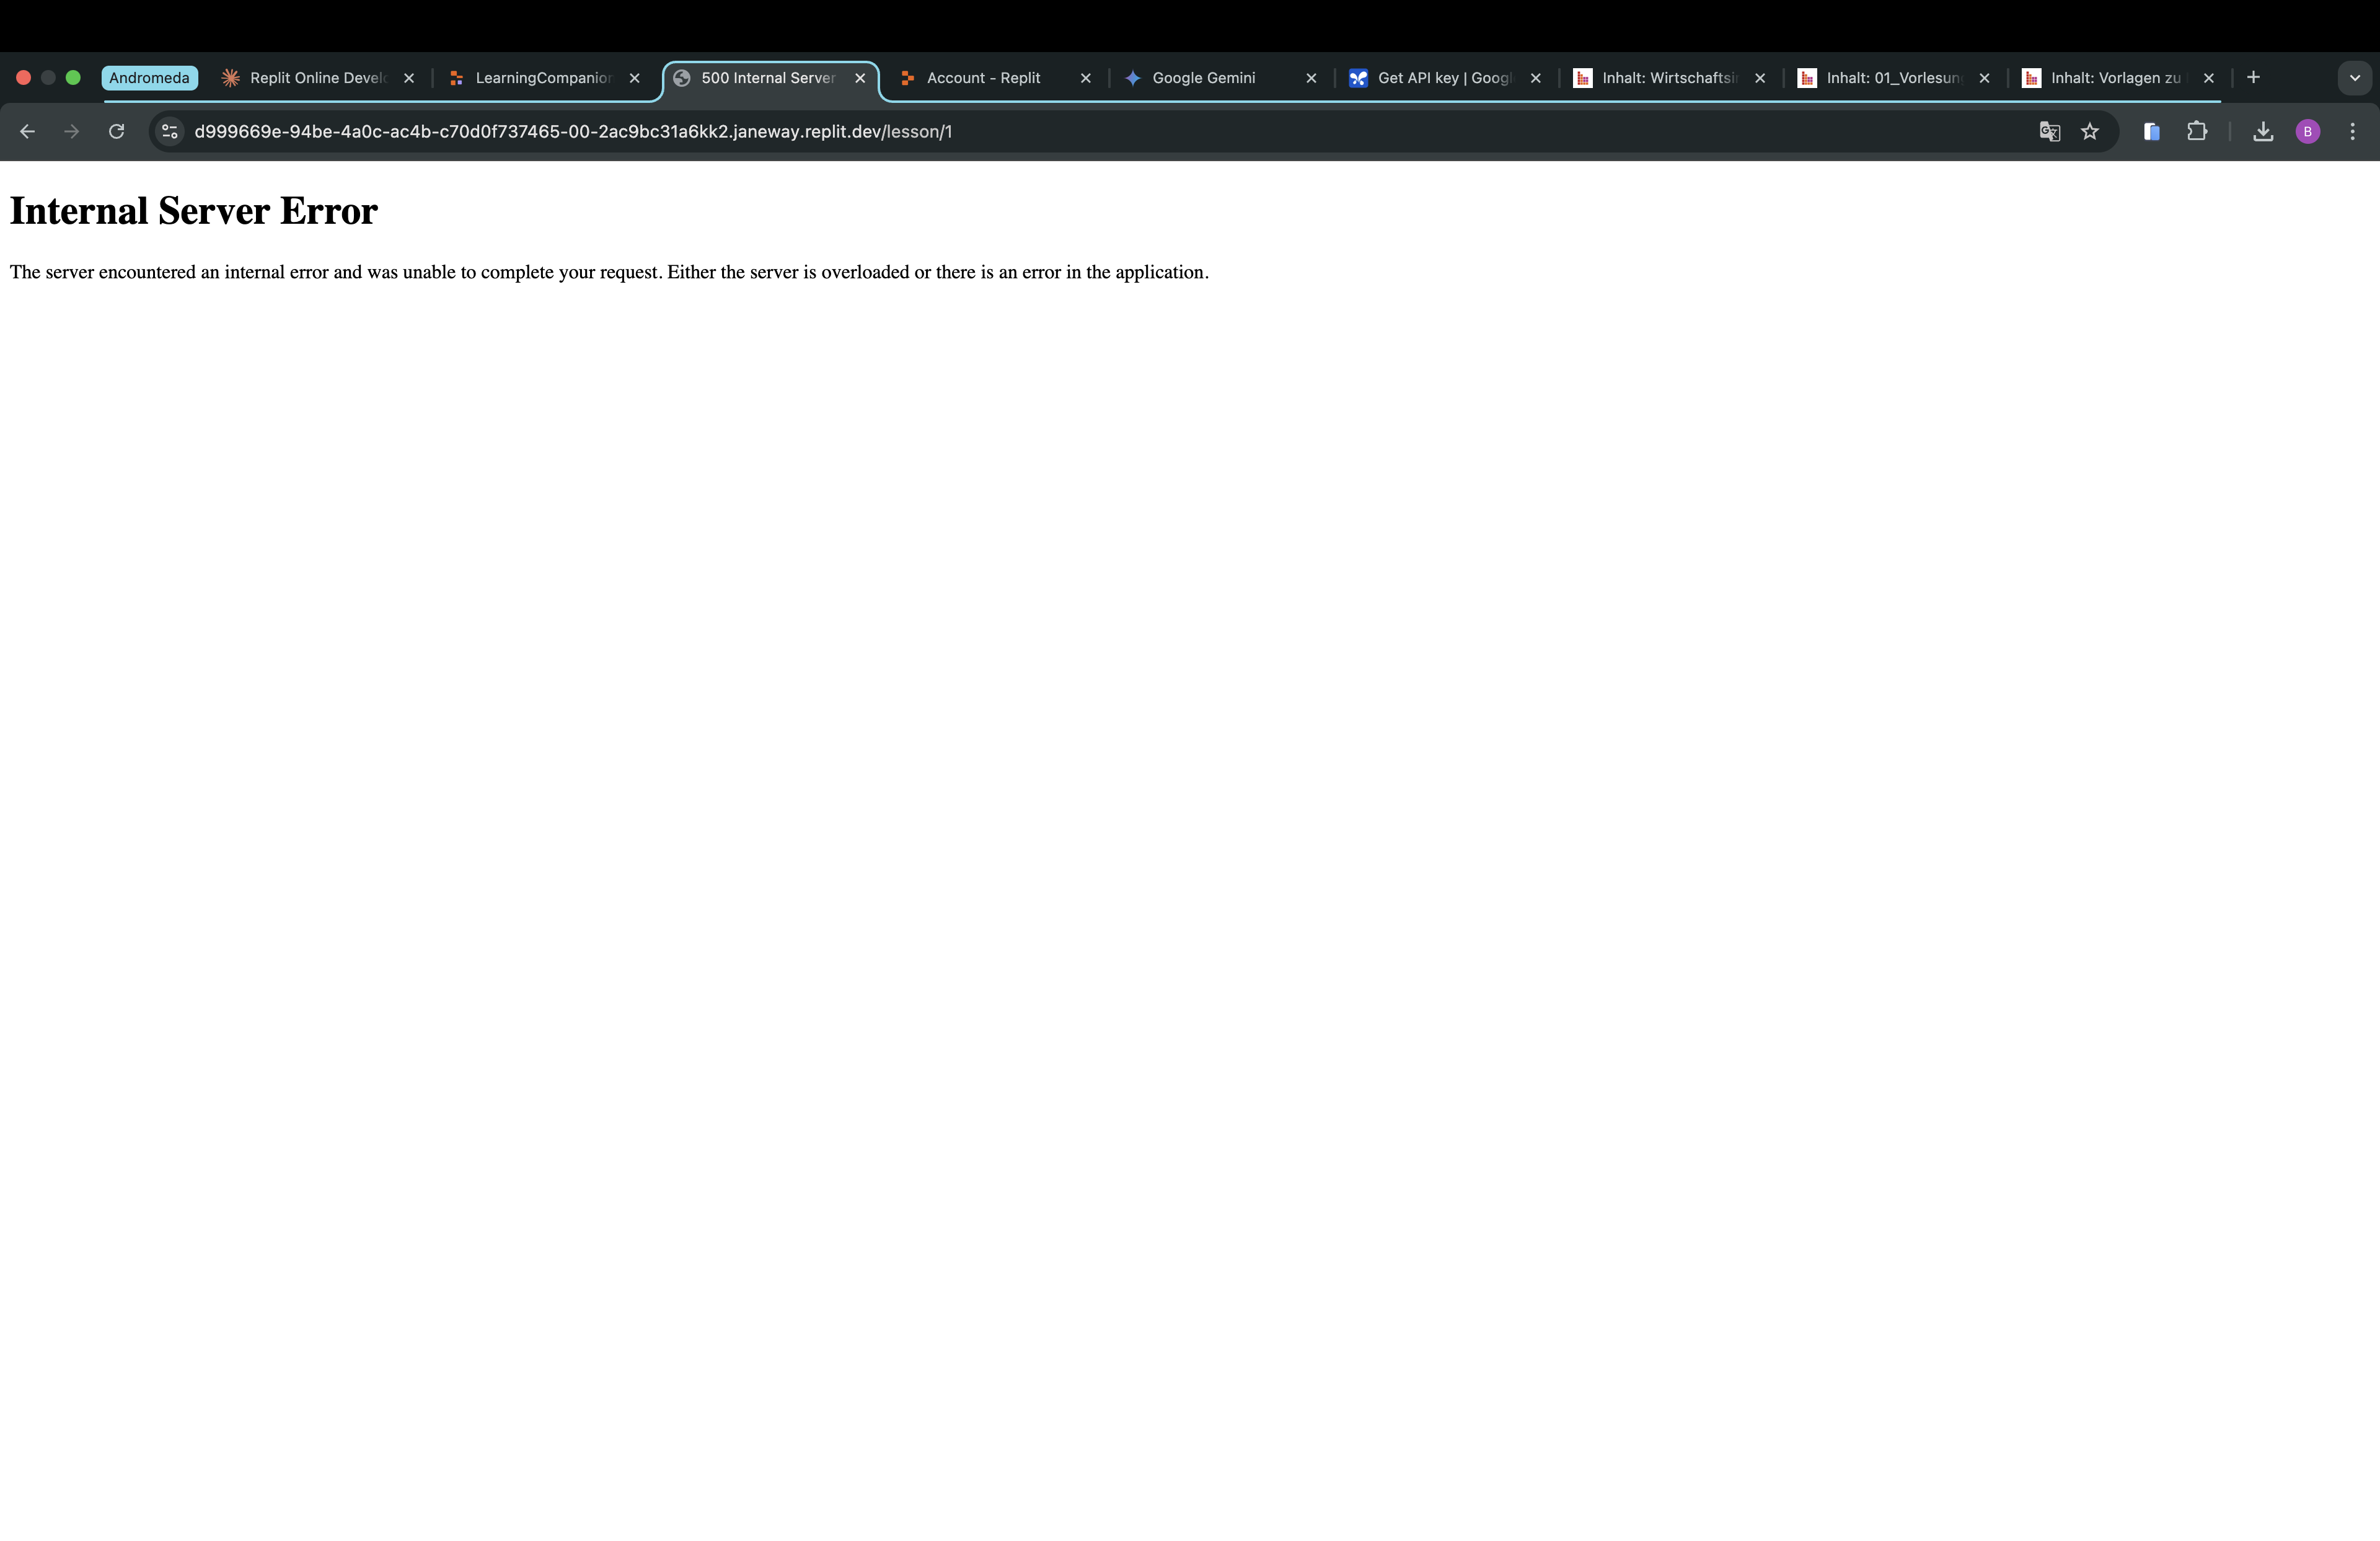 Andromeda
Replit Online Devel
LearningCompanion
500 Internal Server
Account - Replit
Google Gemini
Get API key | Googl
Inhalt: Wirtschaftsi
Inhalt: 01_Vorlesun
Inhalt: Vorlagen zu
d999669e-94be-4a0c-ac4b-c70d0f737465-00-2ac9bc31a6kk2.janeway.replit.dev/lesson/1
B
Internal Server Error
The server encountered an internal error and was unable to complete your request. Either the server is overloaded or there is an error in the application.